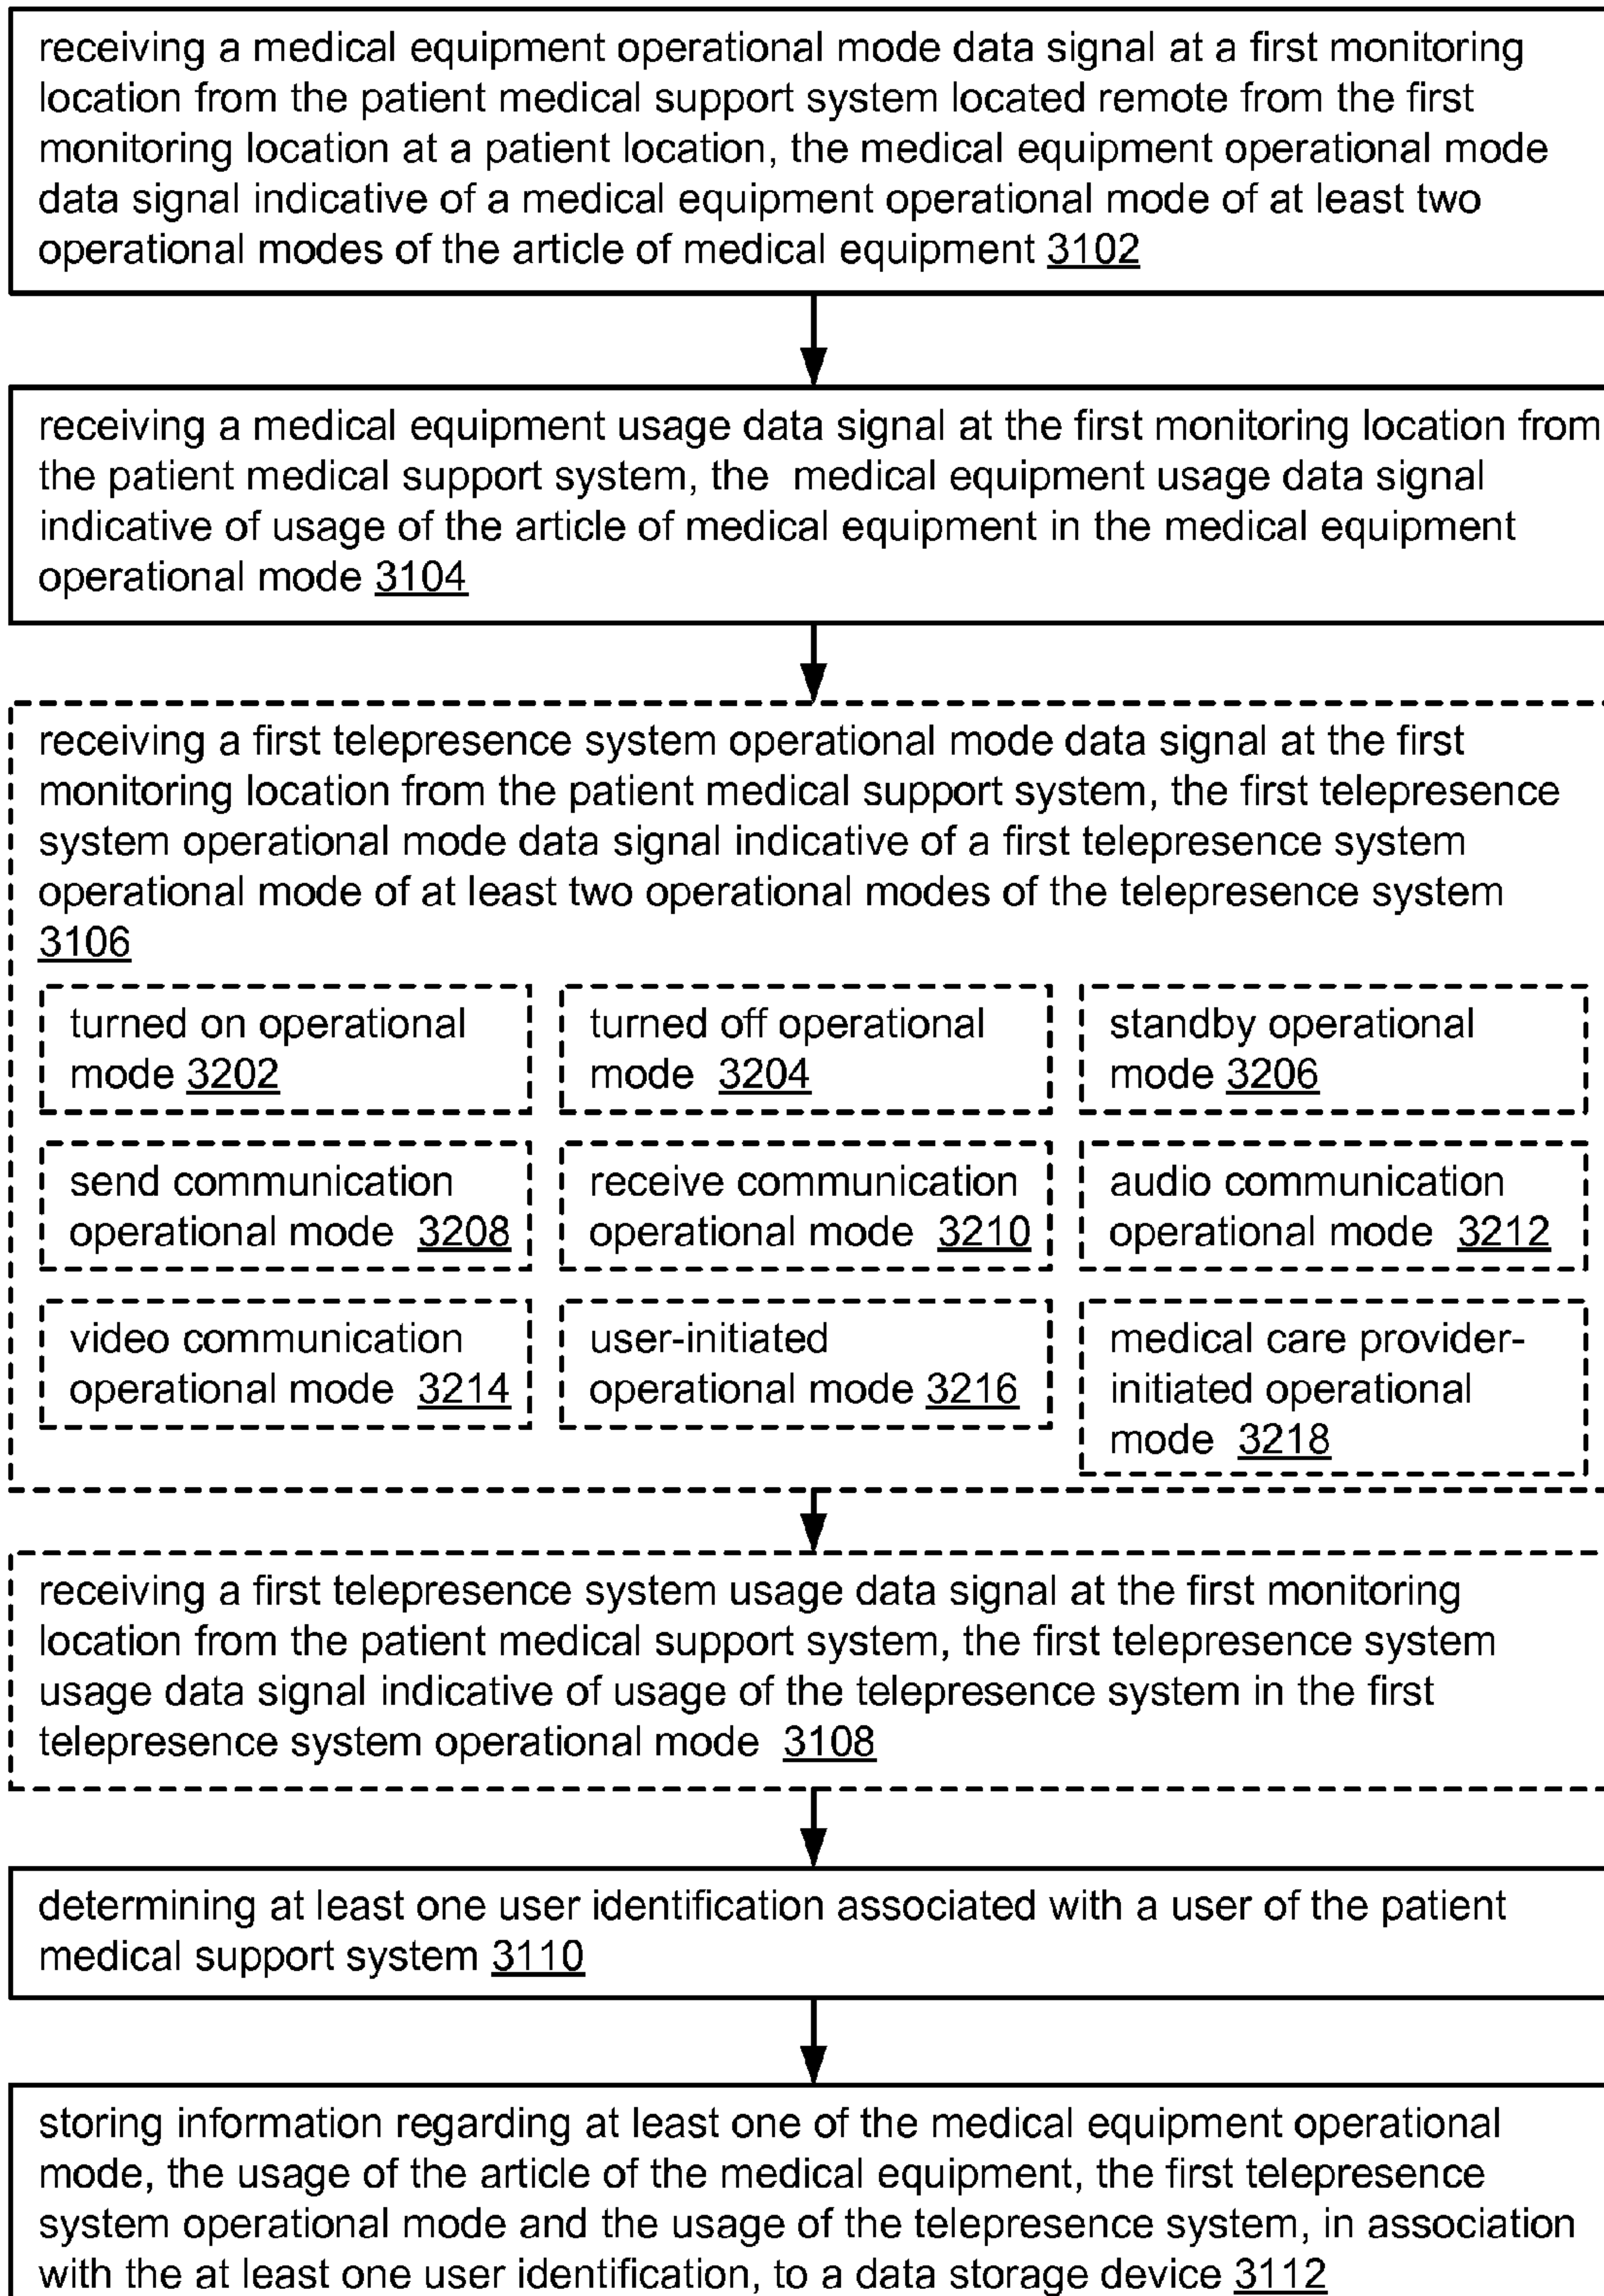 receiving a medical equipment operational mode data signal at a first monitoring
location from the patient medical support system located remote from the first
monitoring location at a patient location, the medical equipment operational mode
data signal indicative of a medical equipment operational mode of at least two
operational modes of the article of medical equipment 3102
receiving a medical equipment usage data signal at the first monitoring location from
the patient medical support system, the medical equipment usage data signal
indicative of usage of the article of medical equipment in the medical equipment
operational mode 3104
receiving a first telepresence system operational mode data signal at the first
monitoring location from the patient medical support system, the first telepresence
system operational mode data signal indicative of a first telepresence system
operational mode of at least two operational modes of the telepresence system
3106
turned on operational
mode 3202
turned off operational
mode 3204
standby operational
mode 3206
send communication
operational mode 3208
receive communication
operational mode 3210
audio communication
operational mode 3212
video communication
operational mode 3214
user-initiated
operational mode 3216
medical care provider-
initiated operational
mode 3218
receiving a first telepresence system usage data signal at the first monitoring
location from the patient medical support system, the first telepresence system
usage data signal indicative of usage of the telepresence system in the first
telepresence system operational mode 3108
determining at least one user identification associated with a user of the patient
medical support system 3110
storing information regarding at least one of the medical equipment operational
mode, the usage of the article of the medical equipment, the first telepresence
system operational mode and the usage of the telepresence system, in association
with the at least one user identification, to a data storage device 3112